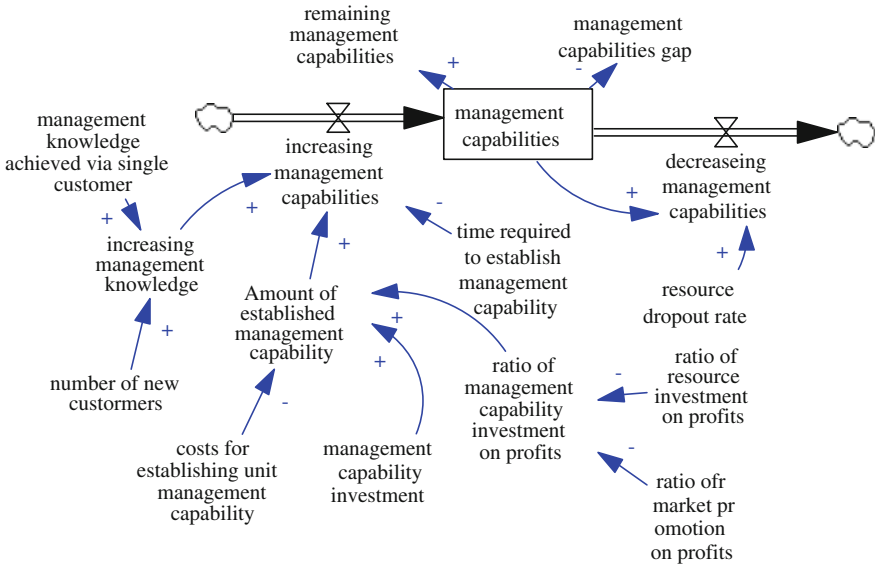 remaining
management
capabilities
+
management
capabilities gap
-
management
capabilities
management
knowledge
achieved via single
customer
+
increasing
management
capabilities
+
decreaseing
management
capabilities
+
+
increasing
management
knowledge
+
number of new
custormers
-
time required
to establish
management
capability
+
Amount of
established
management
capability
+
+
-
resource
dropout rate
ratio of
management
capability
investment
on profits
-
ratio of
resource
investment
on profits
-
costs for
establishing unit
management
capability
management
capability
investment
ratio ofr
market pr
omotion
on profits